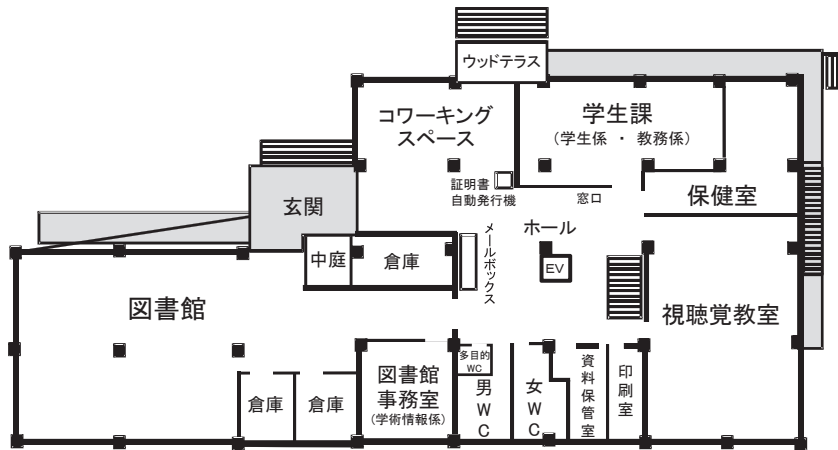 ウッドテラス
コワーキング
スペース
学生課
（学生係 ・ 教務係）
証明書
自動発行機
窓口
保健室
玄関
ホール
メールボックス
中庭
倉庫
EV
図書館
視聴覚教室
倉庫
倉庫
図書館
事務室
（学術情報係）
多目的
WC
男WC
女WC
資料保管室
印刷室